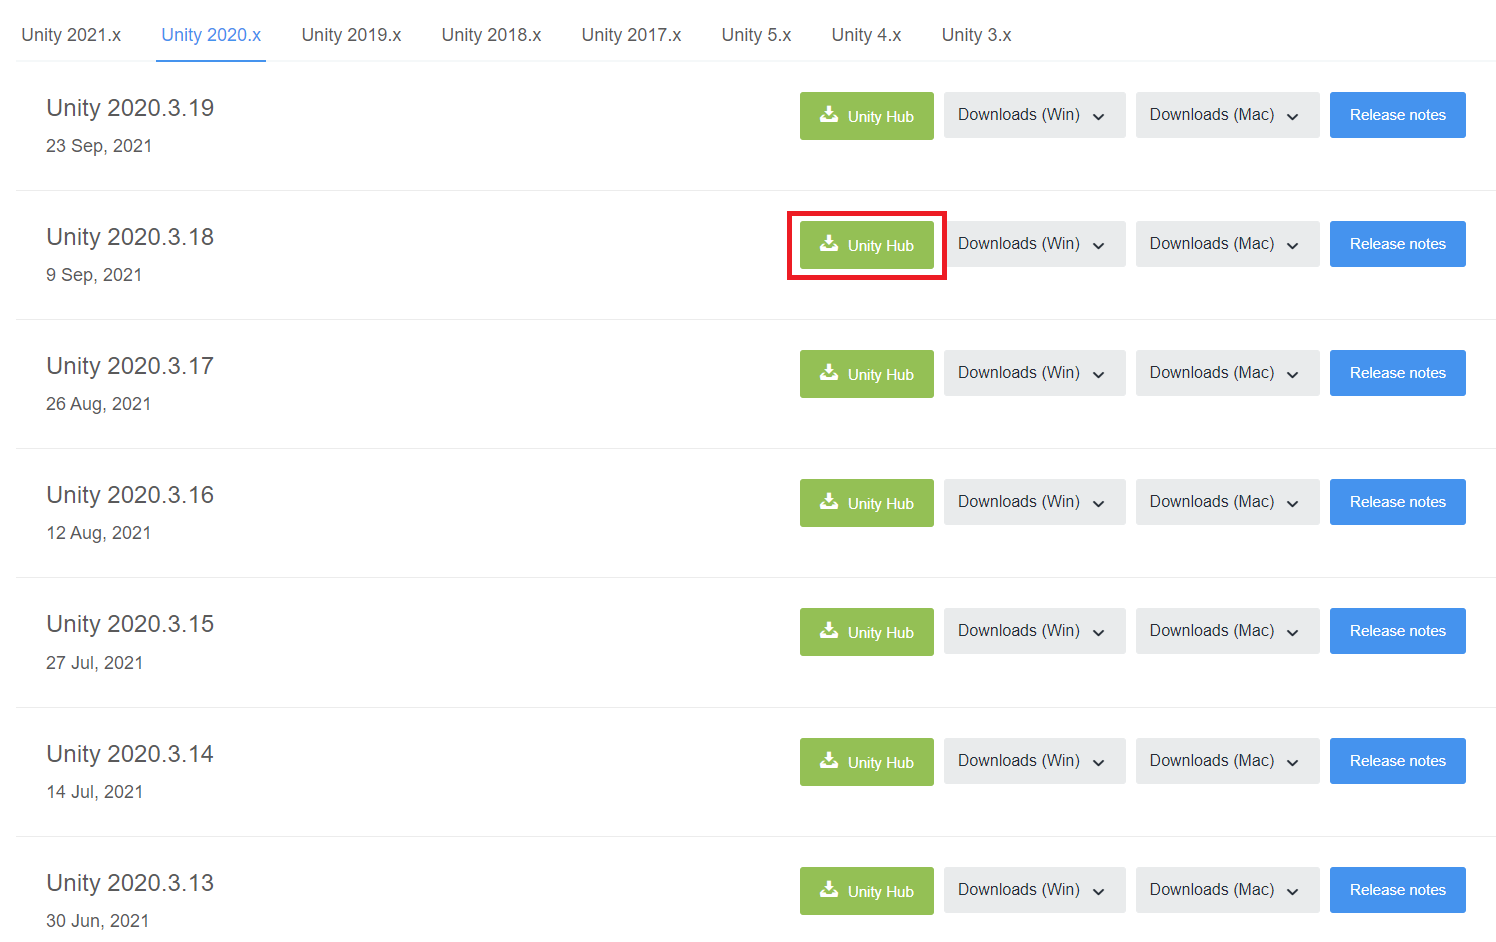 Unity 2021.x Unity 2020.x Unity 2019.x Unity 2018.x Unity 2017.x Unity 5.x Unity 4.x Unity 3.x
Unity 2020.3.19 Unity Hub Downloads (Win) Downloads (Mac) Release notes
23 Sep, 2021
Unity 2020.3.18 Unity Hub Downloads (Win) Downloads (Mac) Release notes
9 Sep, 2021
Unity 2020.3.17 Unity Hub Downloads (Win) Downloads (Mac) Release notes
26 Aug, 2021
Unity 2020.3.16 Unity Hub Downloads (Win) Downloads (Mac) Release notes
12 Aug, 2021
Unity 2020.3.15 Unity Hub Downloads (Win) Downloads (Mac) Release notes
27 Jul, 2021
Unity 2020.3.14 Unity Hub Downloads (Win) Downloads (Mac) Release notes
14 Jul, 2021
Unity 2020.3.13 Unity Hub Downloads (Win) Downloads (Mac) Release notes
30 Jun, 2021